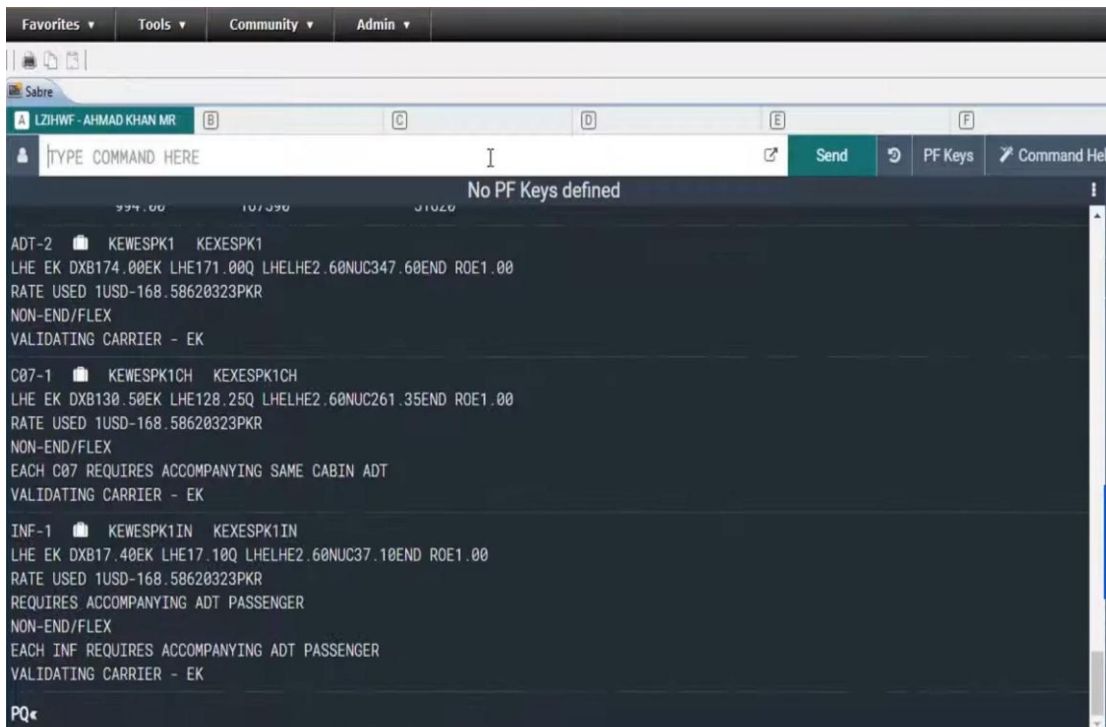 Favorites ▾ Tools ▾ Community ▾ Admin ▾
Sabre
A LZIHWF - AHMAD KHAN MR B C D E F
TYPE COMMAND HERE Send PF Keys Command Hel
No PF Keys defined
994.00 167590 51620
ADT-2 KEWESPK1 KEXESPK1
LHE EK DXB174.00EK LHE171.00Q LHELHE2.60NUC347.60END ROE1.00
RATE USED 1USD-168.58620323PKR
NON-END/FLEX
VALIDATING CARRIER - EK
C07-1 KEWESPK1CH KEXESPK1CH
LHE EK DXB130.50EK LHE128.25Q LHELHE2.60NUC261.35END ROE1.00
RATE USED 1USD-168.58620323PKR
NON-END/FLEX
EACH C07 REQUIRES ACCOMPANYING SAME CABIN ADT
VALIDATING CARRIER - EK
INF-1 KEWESPK1IN KEXESPK1IN
LHE EK DXB17.40EK LHE17.10Q LHELHE2.60NUC37.10END ROE1.00
RATE USED 1USD-168.58620323PKR
REQUIRES ACCOMPANYING ADT PASSENGER
NON-END/FLEX
EACH INF REQUIRES ACCOMPANYING ADT PASSENGER
VALIDATING CARRIER - EK
PQ«